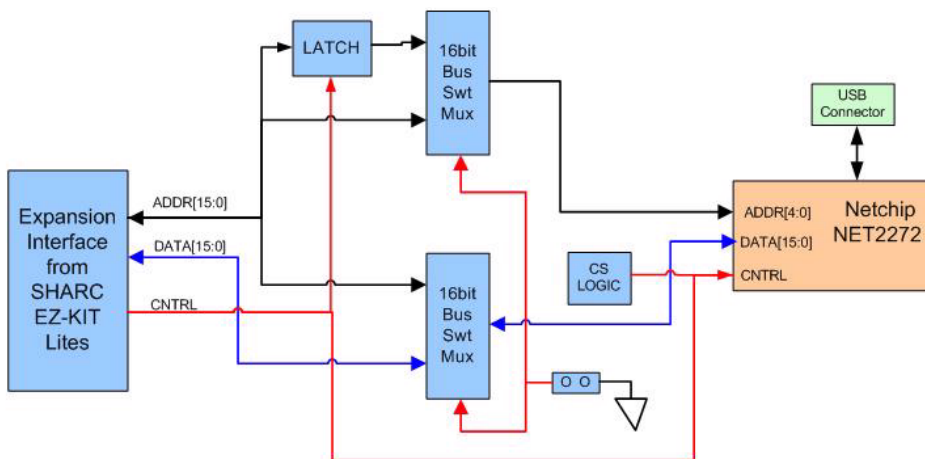 LATCH
16bit
Bus
Swt
Mux
USB
Connector
Expansion
Interface
from
SHARC
EZ-KIT
Lites
ADDR[15:0]
DATA[15:0]
CNTRL
16bit
Bus
Swt
Mux
CS
LOGIC
O O
Netchip
NET2272
ADDR[4:0]
DATA[15:0]
CNTRL